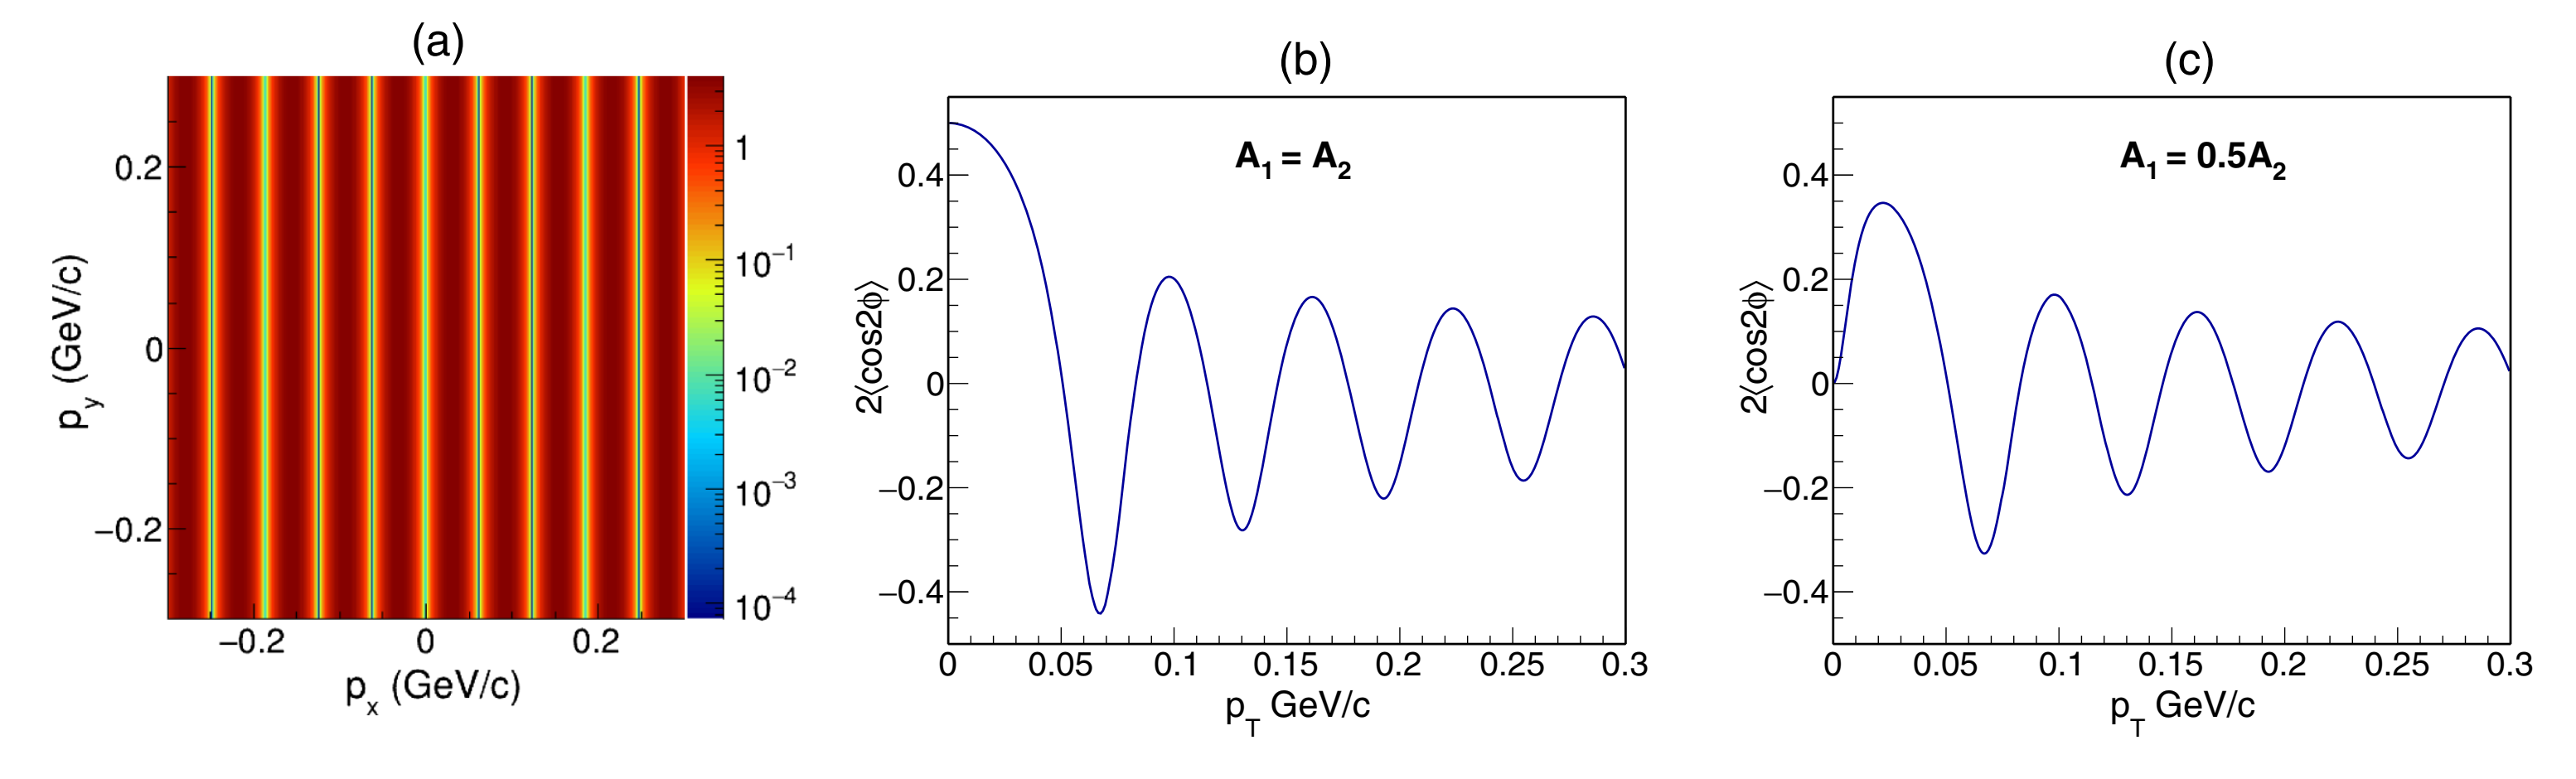 (a)
0.2
0
−0.2
−0.2
0
0.2
p_y (GeV/c)
p_x (GeV/c)
1
10^−1
10^−2
10^−3
10^−4
(b)
A_1 = A_2
0.4
0.2
0
−0.2
−0.4
2⟨cos2ϕ⟩
0 0.05 0.1 0.15 0.2 0.25 0.3
p_T GeV/c
(c)
A_1 = 0.5A_2
0.4
0.2
0
−0.2
−0.4
2⟨cos2ϕ⟩
0 0.05 0.1 0.15 0.2 0.25 0.3
p_T GeV/c